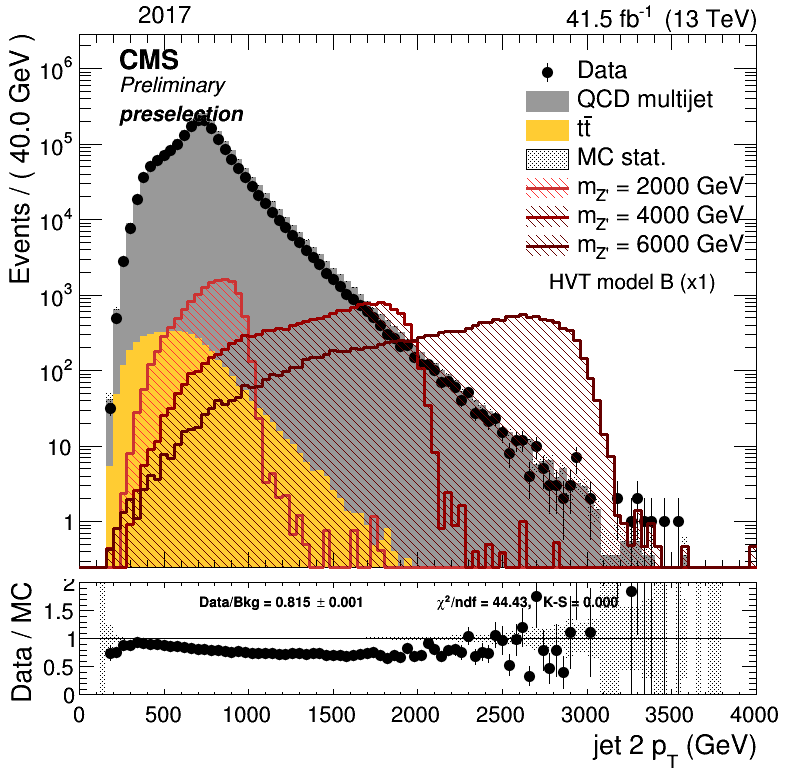 2017
41.5 fb⁻¹ (13 TeV)
CMS
Preliminary
preselection
Events / ( 40.0 GeV )
10⁶
10⁵
10⁴
10³
10²
10
1
Data
QCD multijet
tt̄
MC stat.
m_Z' = 2000 GeV
m_Z' = 4000 GeV
m_Z' = 6000 GeV
HVT model B (x1)
Data / MC
2
1.5
1
0.5
0
Data/Bkg = 0.815 ± 0.001
χ²/ndf = 44.43, K-S = 0.000
0 500 1000 1500 2000 2500 3000 3500 4000
jet 2 p_T (GeV)